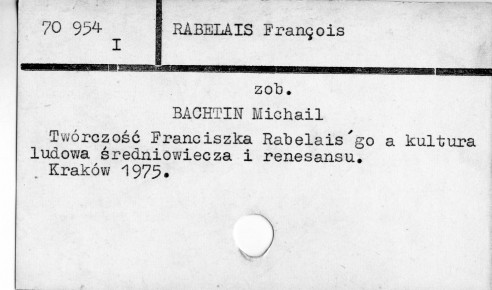 70 954
I
RABELAIS François
zob.
BACHTIN Michail
Twórczość Franciszka Rabelais´go a kultura
ludowa średniowiecza i renesansu.
Kraków 1975.